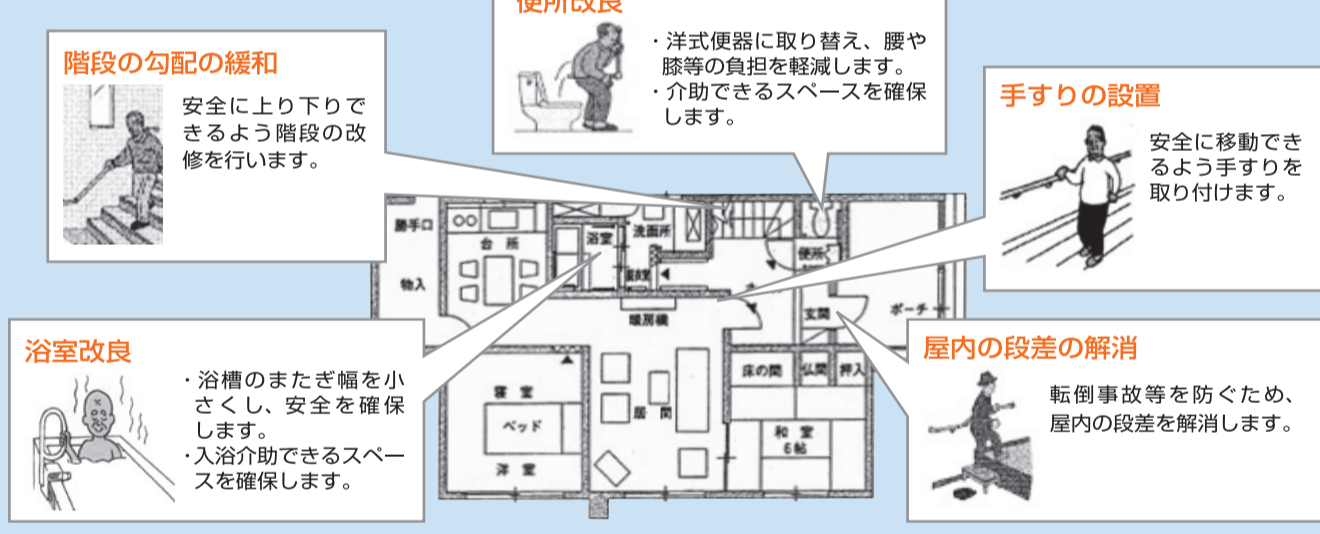 便所改良
・洋式便器に取り替え、腰や
膝等の負担を軽減します。
・介助できるスペースを確保
します。
階段の勾配の緩和
安全に上り下りで
きるよう階段の改
修を行います。
手すりの設置
安全に移動でき
るよう手すりを
取り付けます。
浴室改良
・浴槽のまたぎ幅を小
さくし、安全を確保
します。
・入浴介助できるスペー
スを確保します。
屋内の段差の解消
転倒事故等を防ぐため、
屋内の段差を解消します。
勝手口
台所
浴室
洗面所
便所
物入
脱衣室
暖房機
玄関
ポーチ
床の間
仏間
押入
寝室
ベッド
洋室
居間
和室
6帖